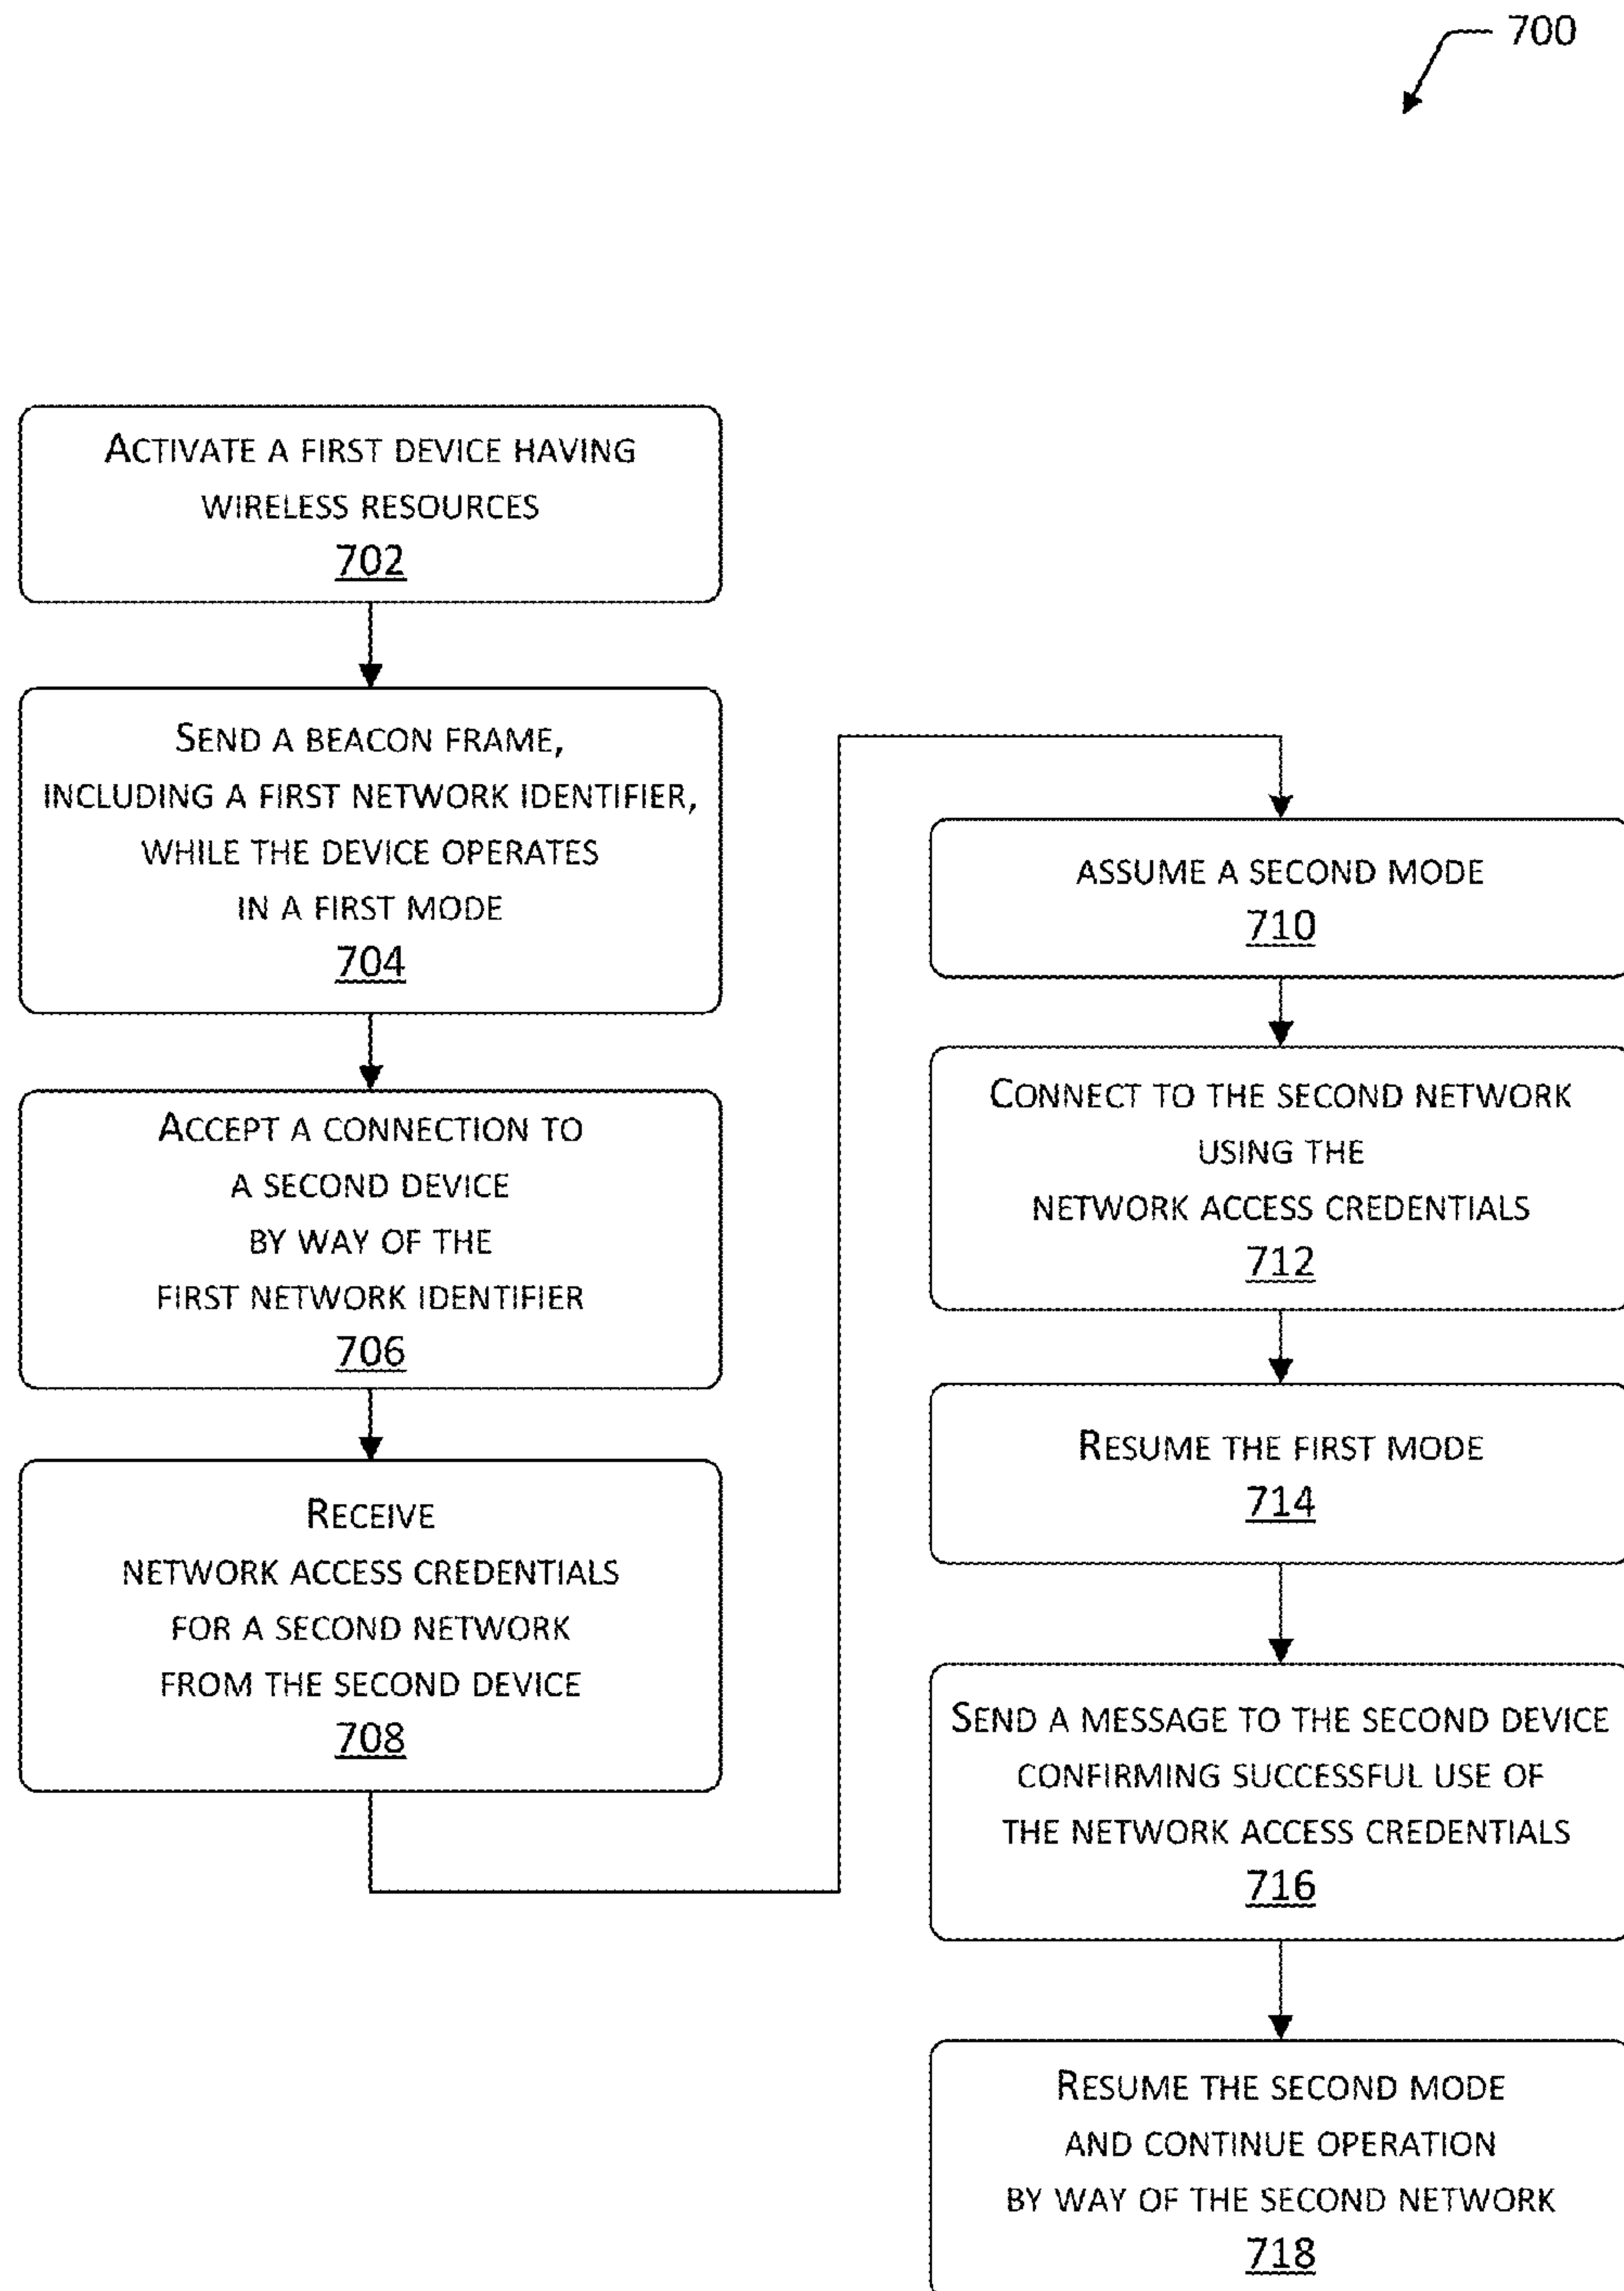 700
ACTIVATE A FIRST DEVICE HAVING
WIRELESS RESOURCES
702
SEND A BEACON FRAME,
INCLUDING A FIRST NETWORK IDENTIFIER,
WHILE THE DEVICE OPERATES
IN A FIRST MODE
704
ACCEPT A CONNECTION TO
A SECOND DEVICE
BY WAY OF THE
FIRST NETWORK IDENTIFIER
706
RECEIVE
NETWORK ACCESS CREDENTIALS
FOR A SECOND NETWORK
FROM THE SECOND DEVICE
708
ASSUME A SECOND MODE
710
CONNECT TO THE SECOND NETWORK
USING THE
NETWORK ACCESS CREDENTIALS
712
RESUME THE FIRST MODE
714
SEND A MESSAGE TO THE SECOND DEVICE
CONFIRMING SUCCESSFUL USE OF
THE NETWORK ACCESS CREDENTIALS
716
RESUME THE SECOND MODE
AND CONTINUE OPERATION
BY WAY OF THE SECOND NETWORK
718